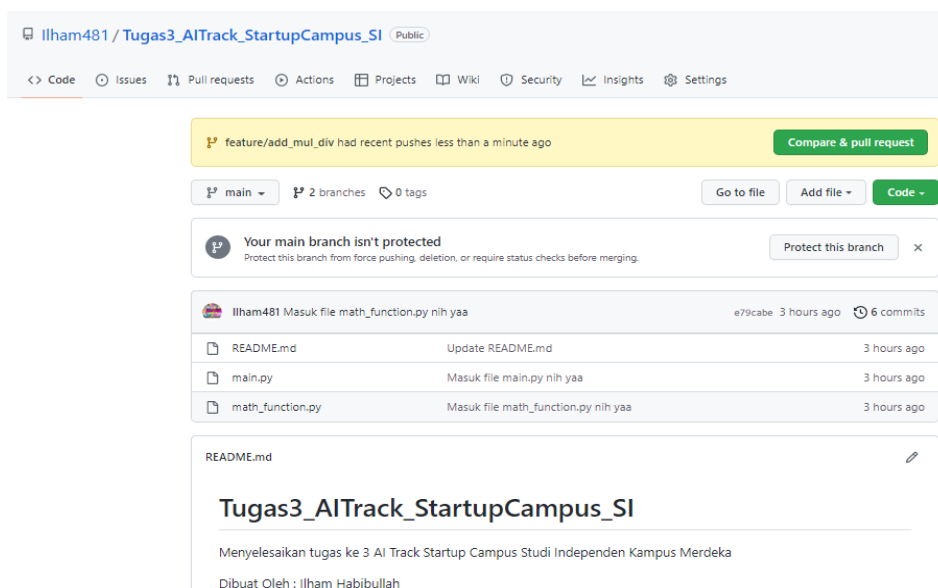 Ilham481 / Tugas3_AITrack_StartupCampus_SI Public
<> Code Issues Pull requests Actions Projects Wiki Security Insights Settings
feature/add_mul_div had recent pushes less than a minute ago Compare & pull request
main 2 branches 0 tags Go to file Add file Code
Your main branch isn't protected
Protect this branch from force pushing, deletion, or require status checks before merging.
Protect this branch
Ilham481 Masuk file math_function.py nih yaa e79cabe 3 hours ago 6 commits
README.md Update README.md 3 hours ago
main.py Masuk file main.py nih yaa 3 hours ago
math_function.py Masuk file math_function.py nih yaa 3 hours ago
README.md
Tugas3_AITrack_StartupCampus_SI
Menyelesaikan tugas ke 3 AI Track Startup Campus Studi Independen Kampus Merdeka
Dibuat Oleh : Ilham Habibullah